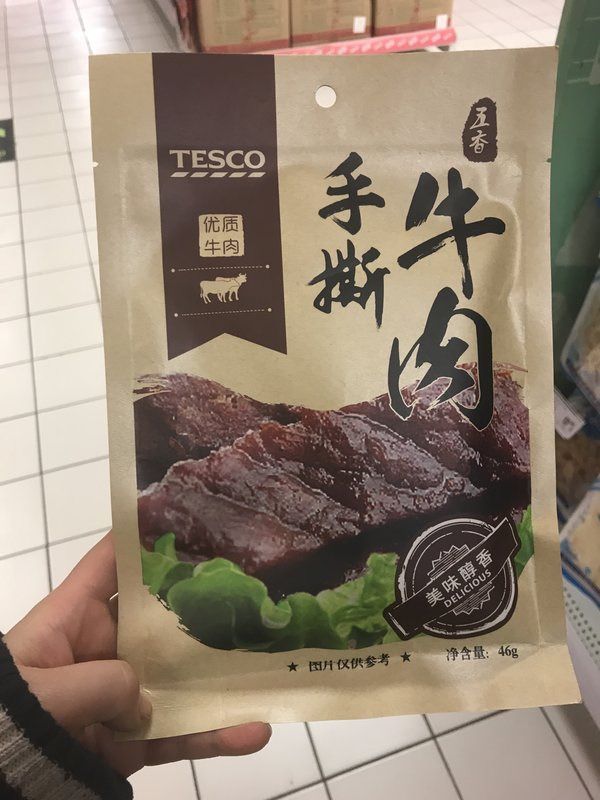 TESCO
优质
牛肉
五香
手撕
牛肉
美味醇香
DELICIOUS
★ 图片仅供参考 ★
净含量: 46g